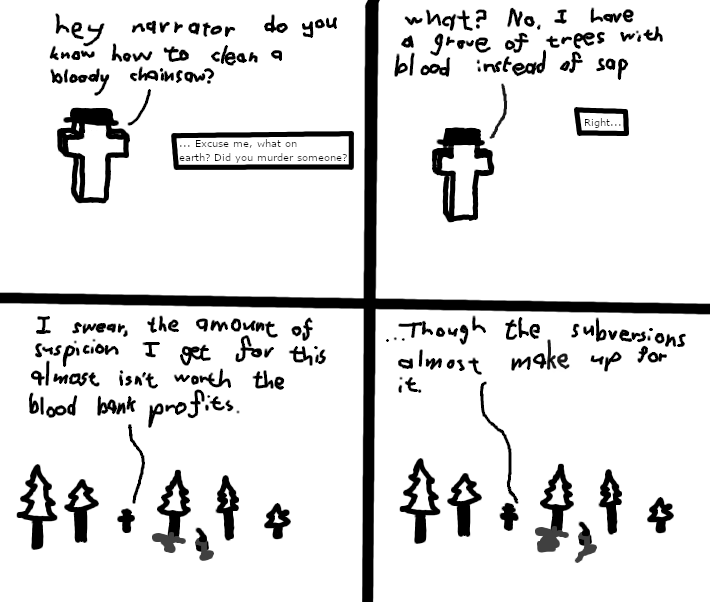 hey narrator do you
know how to clean a
bloody chainsaw?
... Excuse me, what on
earth? Did you murder someone?
what? No, I have
a grove of trees with
blood instead of sap
Right...
I swear, the amount of
suspicion I get for this
almost isn't worth the
blood bank profits.
...Though the subversions
almost make up for
it.